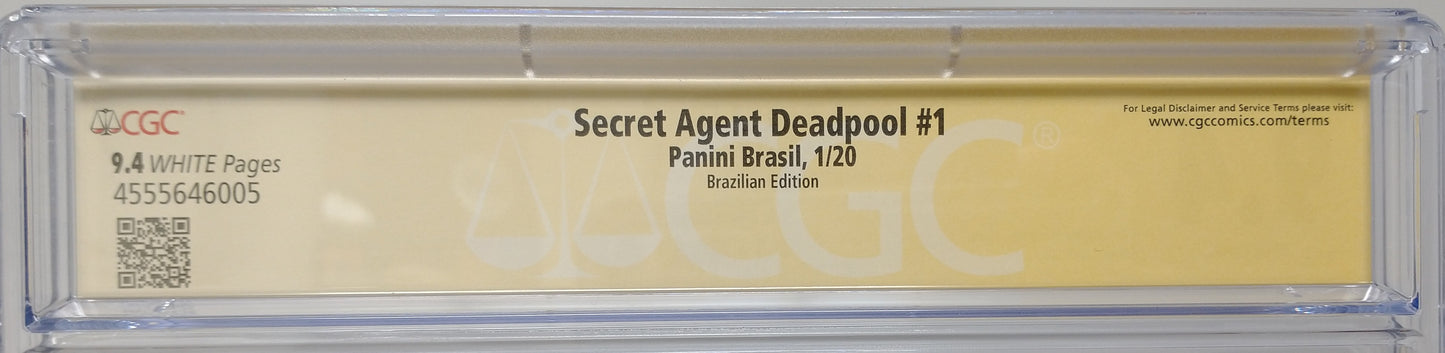 CGC®
9.4 WHITE Pages
4555646005
Secret Agent Deadpool #1
Panini Brasil, 1/20
Brazilian Edition
For Legal Disclaimer and Service Terms please visit:
www.cgccomics.com/terms
CGC®